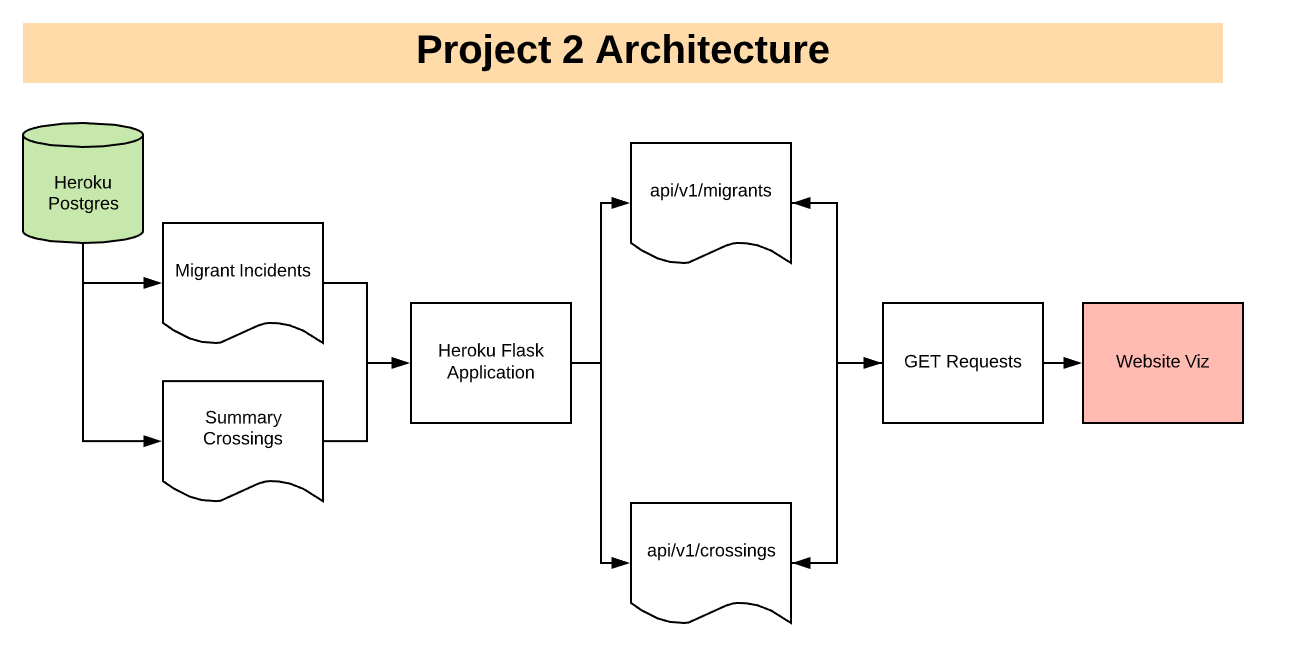 Project 2 Architecture
Heroku
Postgres
Migrant Incidents
Summary
Crossings
Heroku Flask
Application
api/v1/migrants
api/v1/crossings
GET Requests
Website Viz